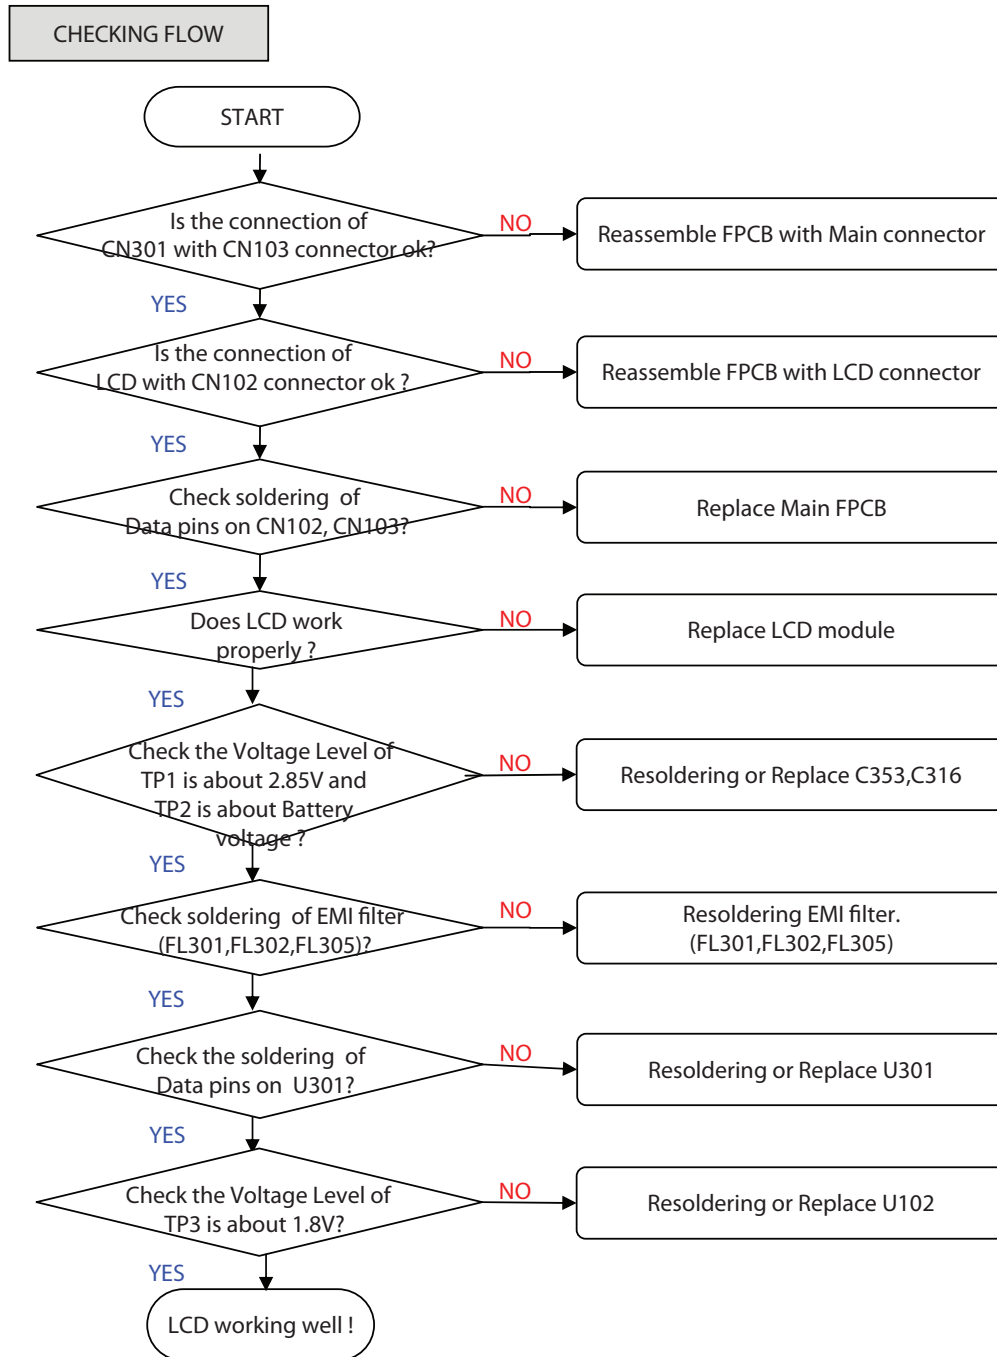 CHECKING FLOW
START
Is the connection of
CN301 with CN103 connector ok?
NO
Reassemble FPCB with Main connector
YES
Is the connection of
LCD with CN102 connector ok ?
NO
Reassemble FPCB with LCD connector
YES
Check soldering of
Data pins on CN102, CN103?
NO
Replace Main FPCB
YES
Does LCD work
properly ?
NO
Replace LCD module
YES
Check the Voltage Level of
TP1 is about 2.85V and
TP2 is about Battery
voltage ?
NO
Resoldering or Replace C353,C316
YES
Check soldering of EMI filter
(FL301,FL302,FL305)?
NO
Resoldering EMI filter.
(FL301,FL302,FL305)
YES
Check the soldering of
Data pins on U301?
NO
Resoldering or Replace U301
YES
Check the Voltage Level of
TP3 is about 1.8V?
NO
Resoldering or Replace U102
YES
LCD working well !